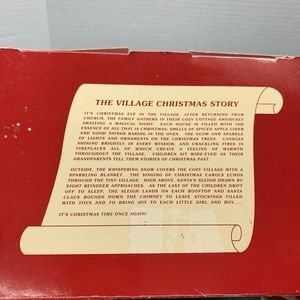 THE VILLAGE CHRISTMAS STORY
IT'S CHRISTMAS EVE IN THE VILLAGE, AFTER RETURNING FROM
CHURCH, THE FAMILY GATHERS IN THEIR COZY COTTAGE ANXIOUSLY
AWAITING A MAGICAL NIGHT. EACH HOUSE IS FILLED WITH THE
ESSENCE OF ALL THAT IS CHRISTMAS: SMELLS OF SPICED APPLE CIDER
AND GOOD THINGS BAKING IN THE OVEN. THE GLOW AND SPARKLE
OF LIGHTS AND ORNAMENTS ON THE CHRISTMAS TREES. CANDLES
SHINING BRIGHTLY IN EVERY WINDOW, AND CRACKLING FIRES IN
FIREPLACES ALL OF WHICH CREATE A FEELING OF WARMTH
THROUGHOUT THE VILLAGE. CHILDREN SIT WIDE-EYED AS THEIR
GRANDPARENTS TELL THEM STORIES OF CHRISTMAS PAST.
OUTSIDE, THE WHISPERING SNOW COVERS THE COZY VILLAGE WITH A
SPARKLING BLANKET. THE SINGING OF CHRISTMAS CAROLS ECHOS
THROUGH THE TINY VILLAGE. HIGH ABOVE, SANTA'S SLEIGH DRAWN BY
EIGHT REINDEER APPROACHES. AS THE LAST OF THE CHILDREN DRIFT
OFF TO SLEEP, THE SLEIGH LANDS ON EACH ROOFTOP AND SANTA
CLAUS BOUNDS DOWN THE CHIMNEY TO LEAVE STOCKINGS FILLED
WITH TOYS AND TO BRING JOY TO EACH LITTLE GIRL AND BOY....
IT'S CHRISTMAS TIME ONCE AGAIN!